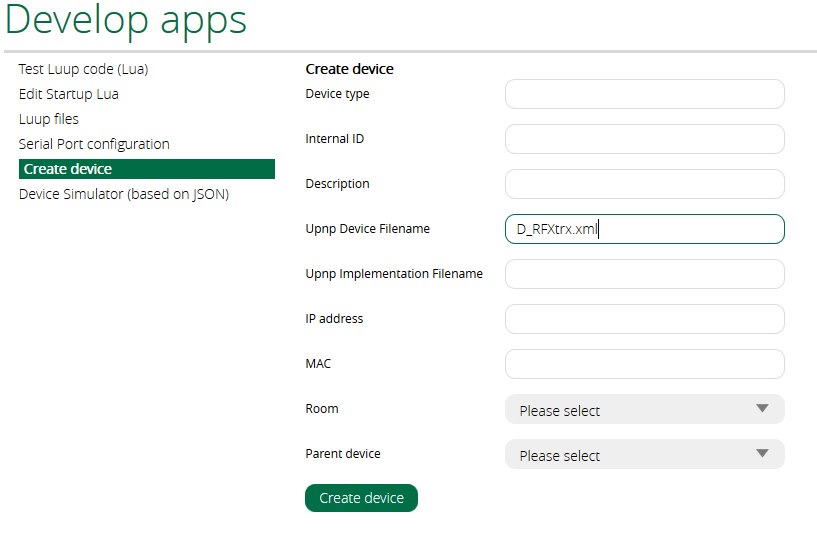 Develop apps
Test Luup code (Lua)
Edit Startup Lua
Luup files
Serial Port configuration
Create device
Device Simulator (based on JSON)
Create device
Device type
Internal ID
Description
Upnp Device Filename
D_RFXtrx.xml
Upnp Implementation Filename
IP address
MAC
Room
Please select
Parent device
Please select
Create device